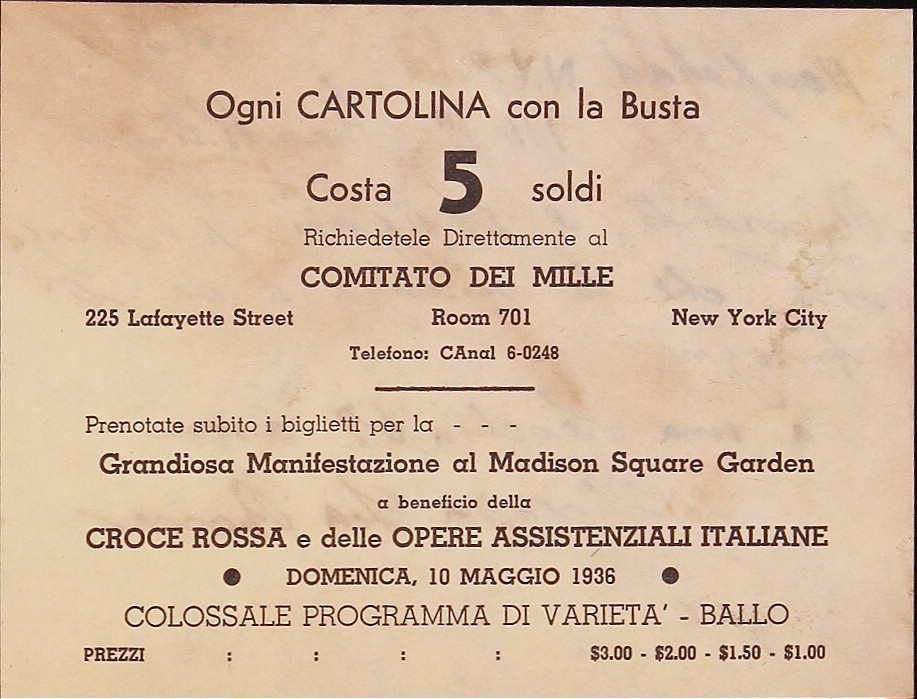 Ogni CARTOLINA con la Busta
Costa 5 soldi
Richiedetele Direttamente al
COMITATO DEI MILLE
225 Lafayette Street Room 701 New York City
Telefono: CAnal 6-0248
Prenotate subito i biglietti per la - - -
Grandiosa Manifestazione al Madison Square Garden
a beneficio della
CROCE ROSSA e delle OPERE ASSISTENZIALI ITALIANE
● DOMENICA, 10 MAGGIO 1936 ●
COLOSSALE PROGRAMMA DI VARIETA' - BALLO
PREZZI : : : : $3.00 - $2.00 - $1.50 - $1.00